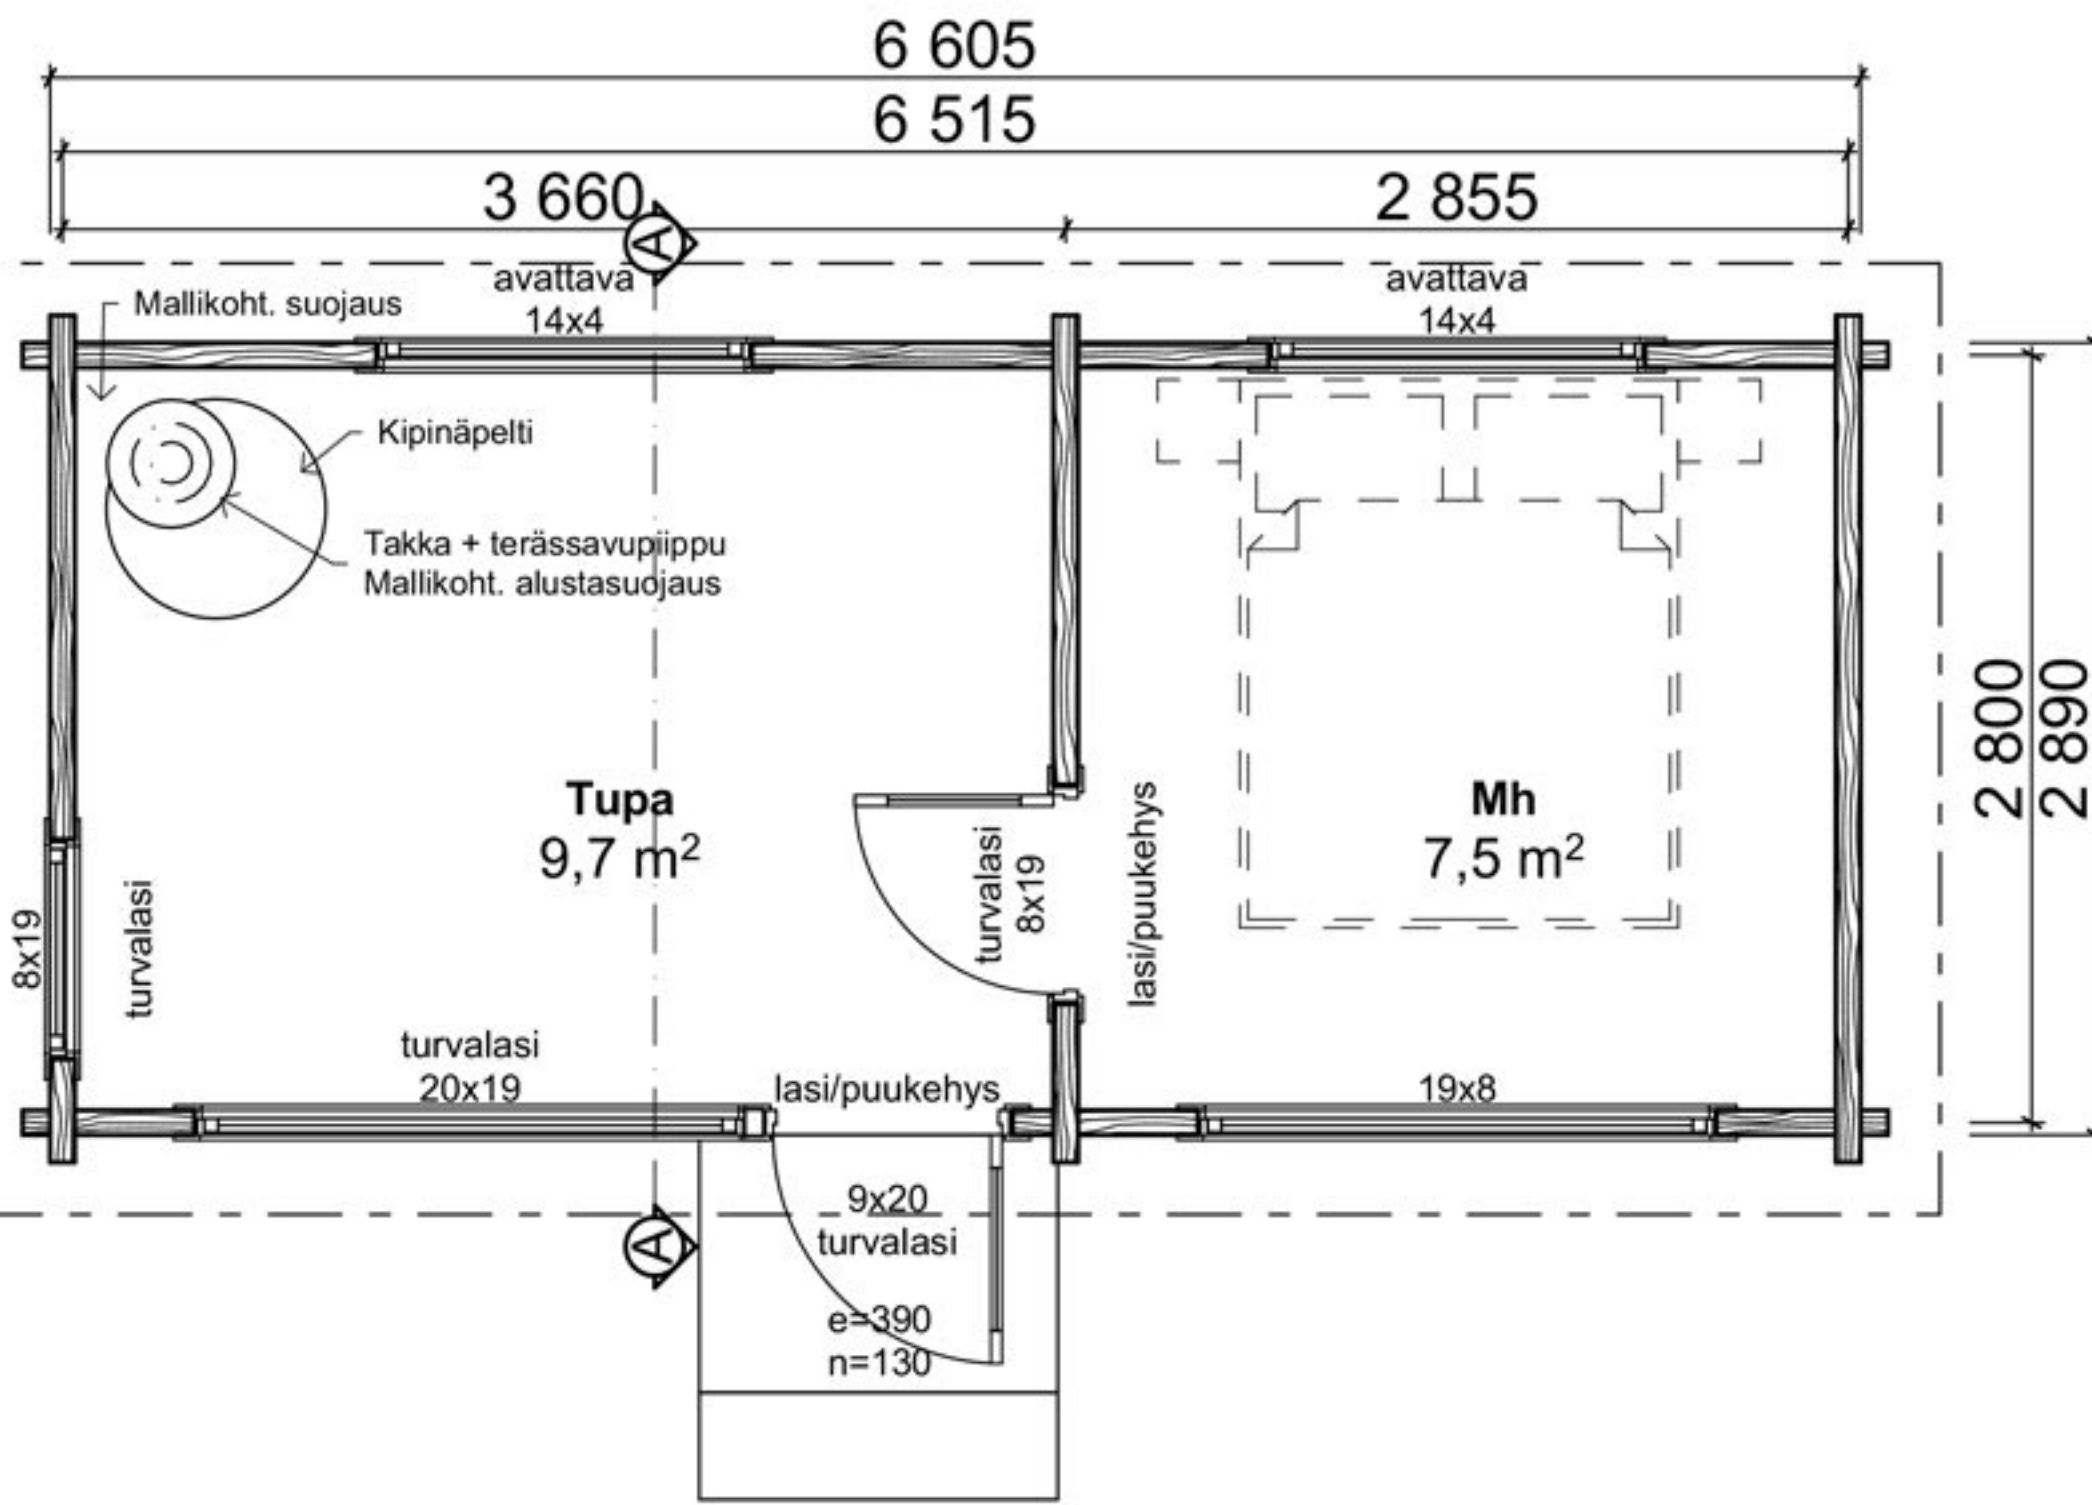 6 605
6 515
3 660
2 855
A
avattava
14x4
avattava
14x4
Mallikoht. suojaus
Kipinäpelti
Takka + terässavupiippu
Mallikoht. alustasuojaus
Tupa
9,7 m²
Mh
7,5 m²
turvalasi
8x19
lasi/puukehys
2 800
2 890
8x19
turvalasi
turvalasi
20x19
lasi/puukehys
19x8
9x20
turvalasi
A
e=390
n=130